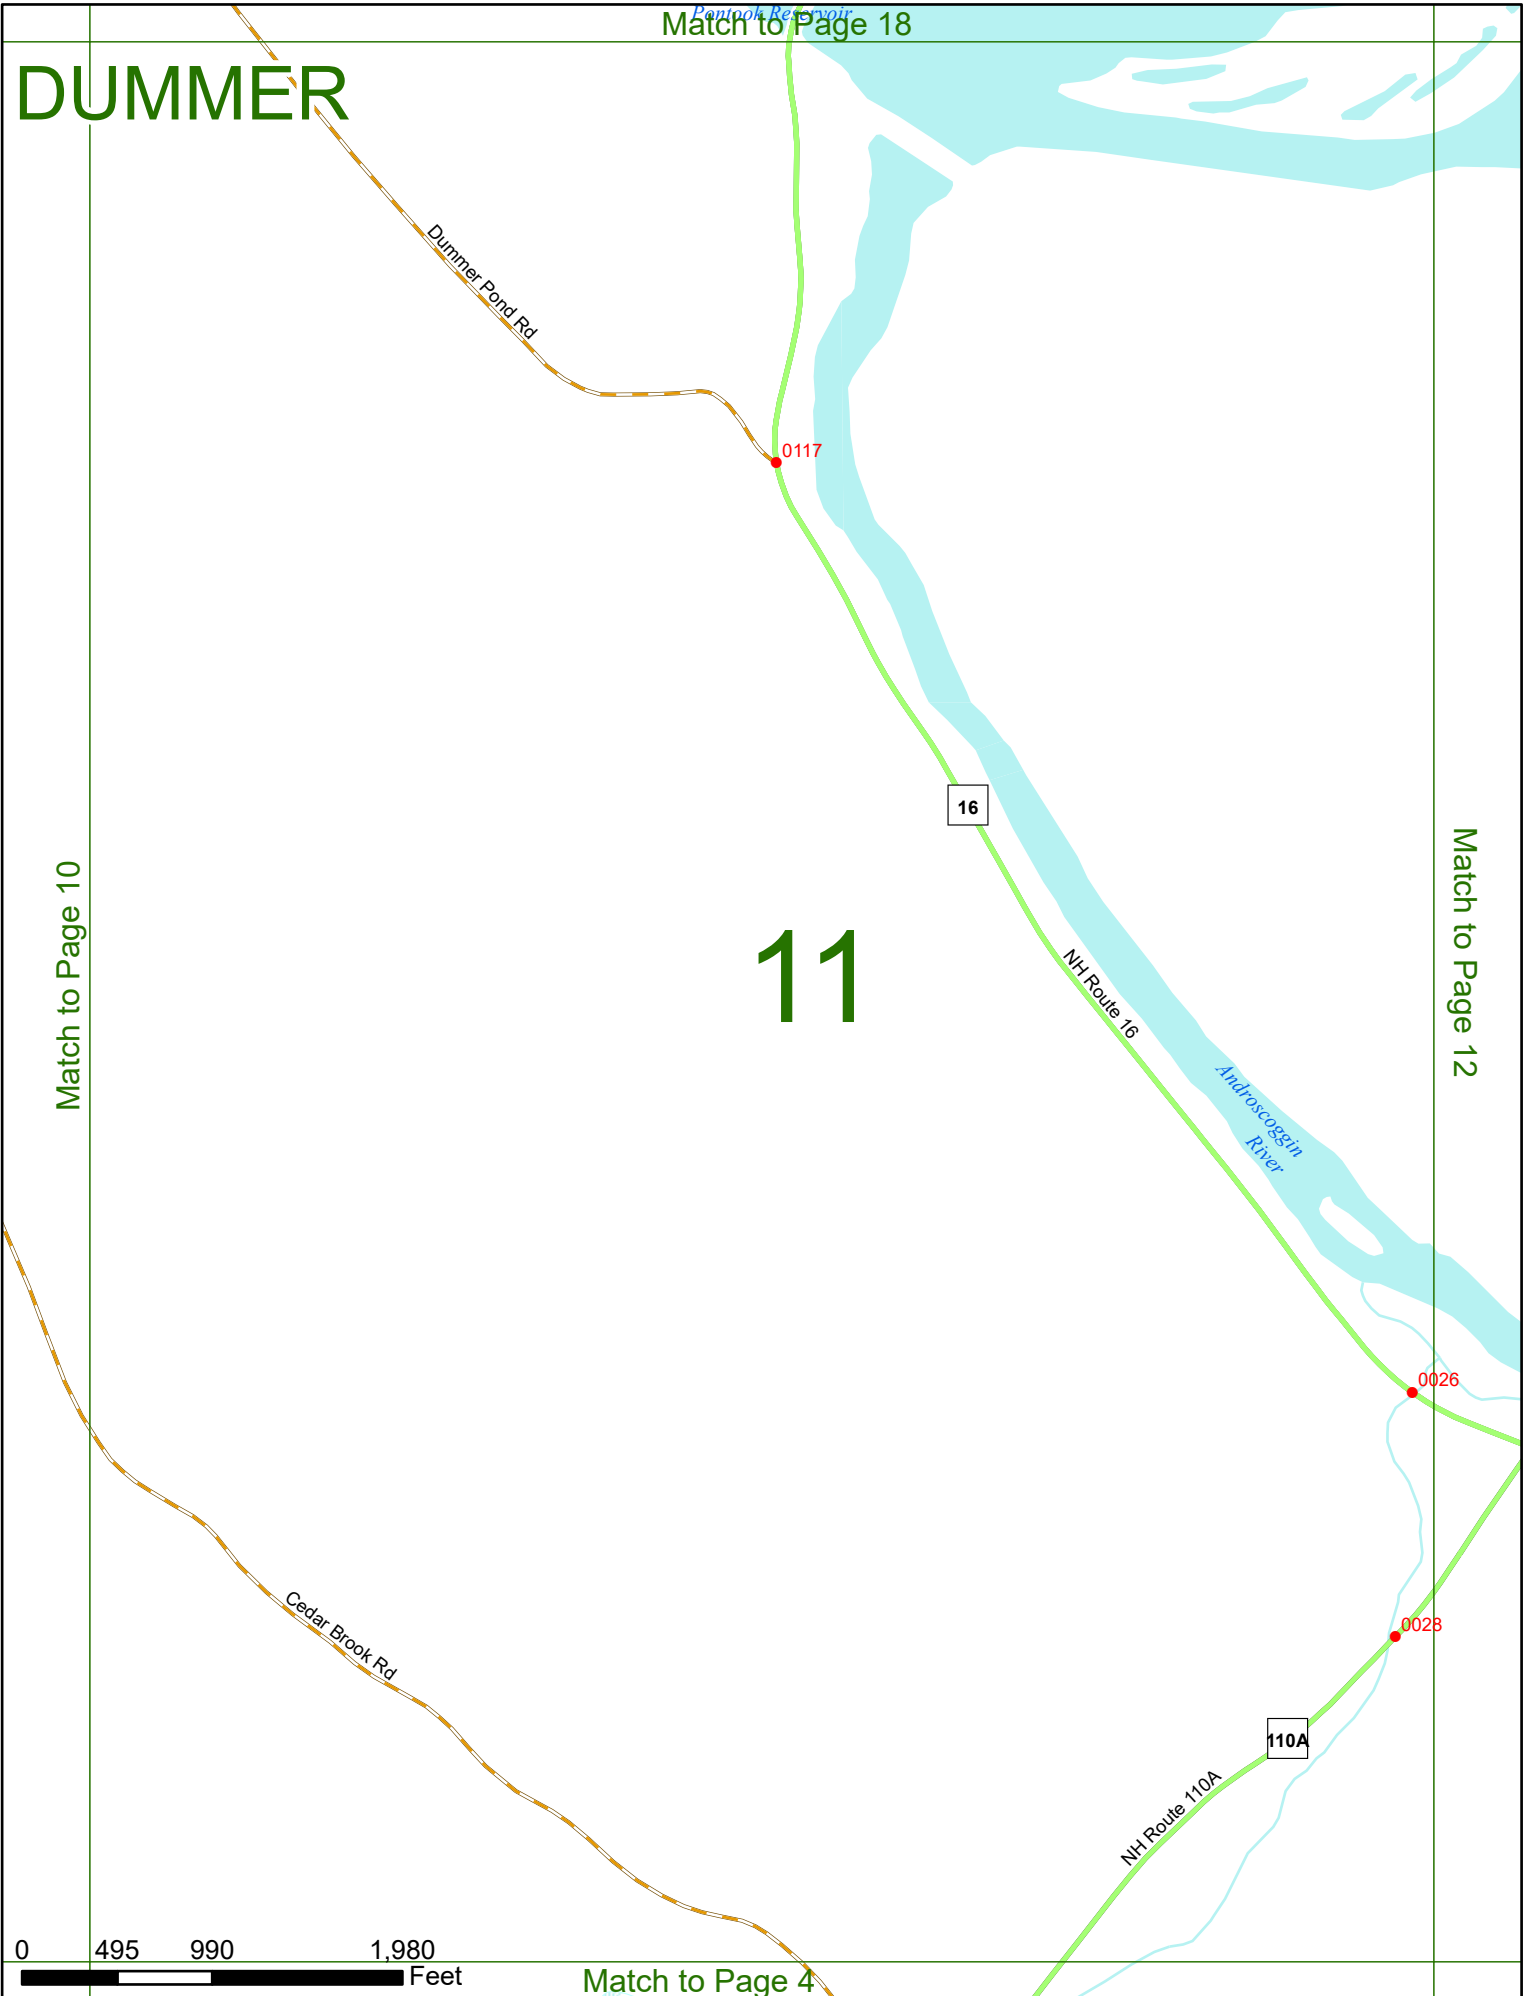 Pontook Reservoir
Match to Page 18
DUMMER
Dummer Pond Rd
0117
16
Match to Page 10
Match to Page 12
11
NH Route 16
Androscoggin
River
0026
Cedar Brook Rd
0028
110A
NH Route 110A
0 495 990 1,980
Feet
Match to Page 4